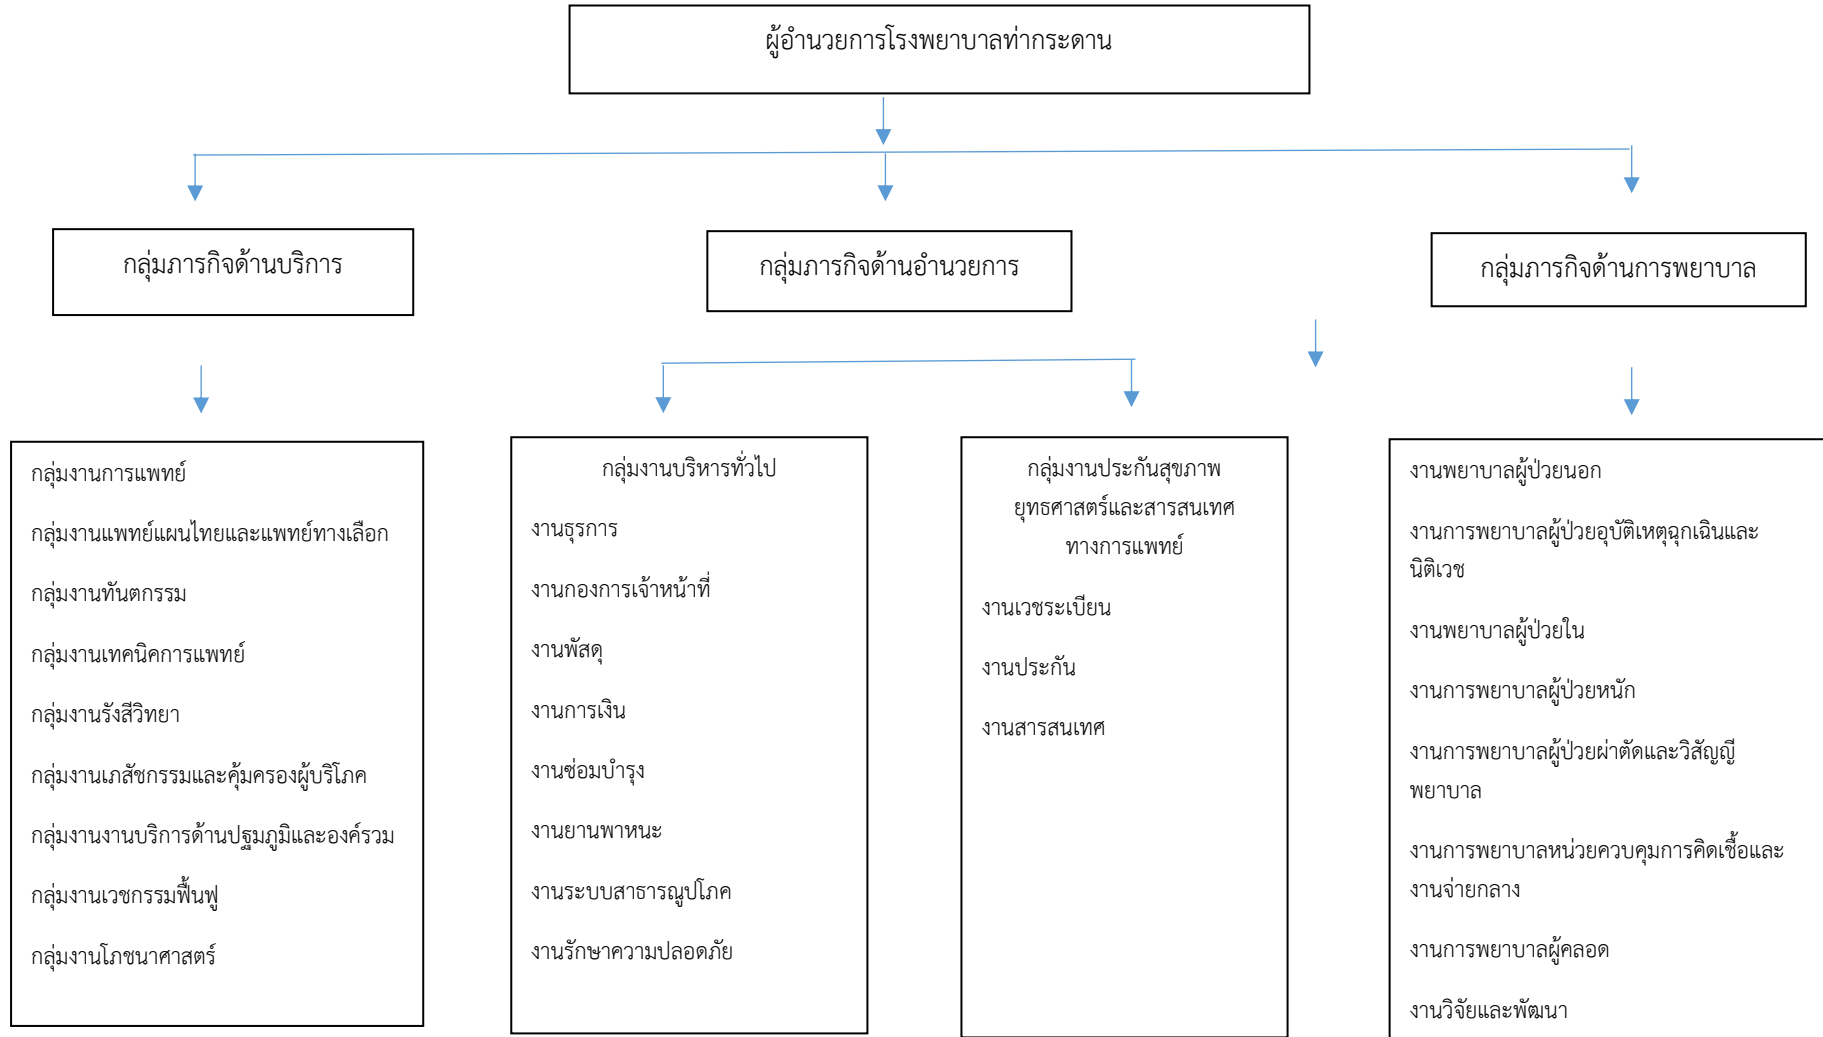 ผู้อำนวยการโรงพยาบาลท่ากระดาน
กลุ่มภารกิจด้านบริการ
กลุ่มภารกิจด้านอำนวยการ
กลุ่มภารกิจด้านการพยาบาล
กลุ่มงานการแพทย์
กลุ่มงานแพทย์แผนไทยและแพทย์ทางเลือก
กลุ่มงานทันตกรรม
กลุ่มงานเทคนิคการแพทย์
กลุ่มงานรังสีวิทยา
กลุ่มงานเภสัชกรรมและคุ้มครองผู้บริโภค
กลุ่มงานงานบริการด้านปฐมภูมิและองค์รวม
กลุ่มงานเวชกรรมฟื้นฟู
กลุ่มงานโภชนาศาสตร์
กลุ่มงานบริหารทั่วไป
งานธุรการ
งานกองการเจ้าหน้าที่
งานพัสดุ
งานการเงิน
งานซ่อมบำรุง
งานยานพาหนะ
งานระบบสาธารณูปโภค
งานรักษาความปลอดภัย
กลุ่มงานประกันสุขภาพ
ยุทธศาสตร์และสารสนเทศ
ทางการแพทย์
งานเวชระเบียน
งานประกัน
งานสารสนเทศ
งานพยาบาลผู้ป่วยนอก
งานการพยาบาลผู้ป่วยอุบัติเหตุฉุกเฉินและ
นิติเวช
งานพยาบาลผู้ป่วยใน
งานการพยาบาลผู้ป่วยหนัก
งานการพยาบาลผู้ป่วยผ่าตัดและวิสัญญี
พยาบาล
งานการพยาบาลหน่วยควบคุมการคิดเชื้อและ
งานจ่ายกลาง
งานการพยาบาลผู้คลอด
งานวิจัยและพัฒนา